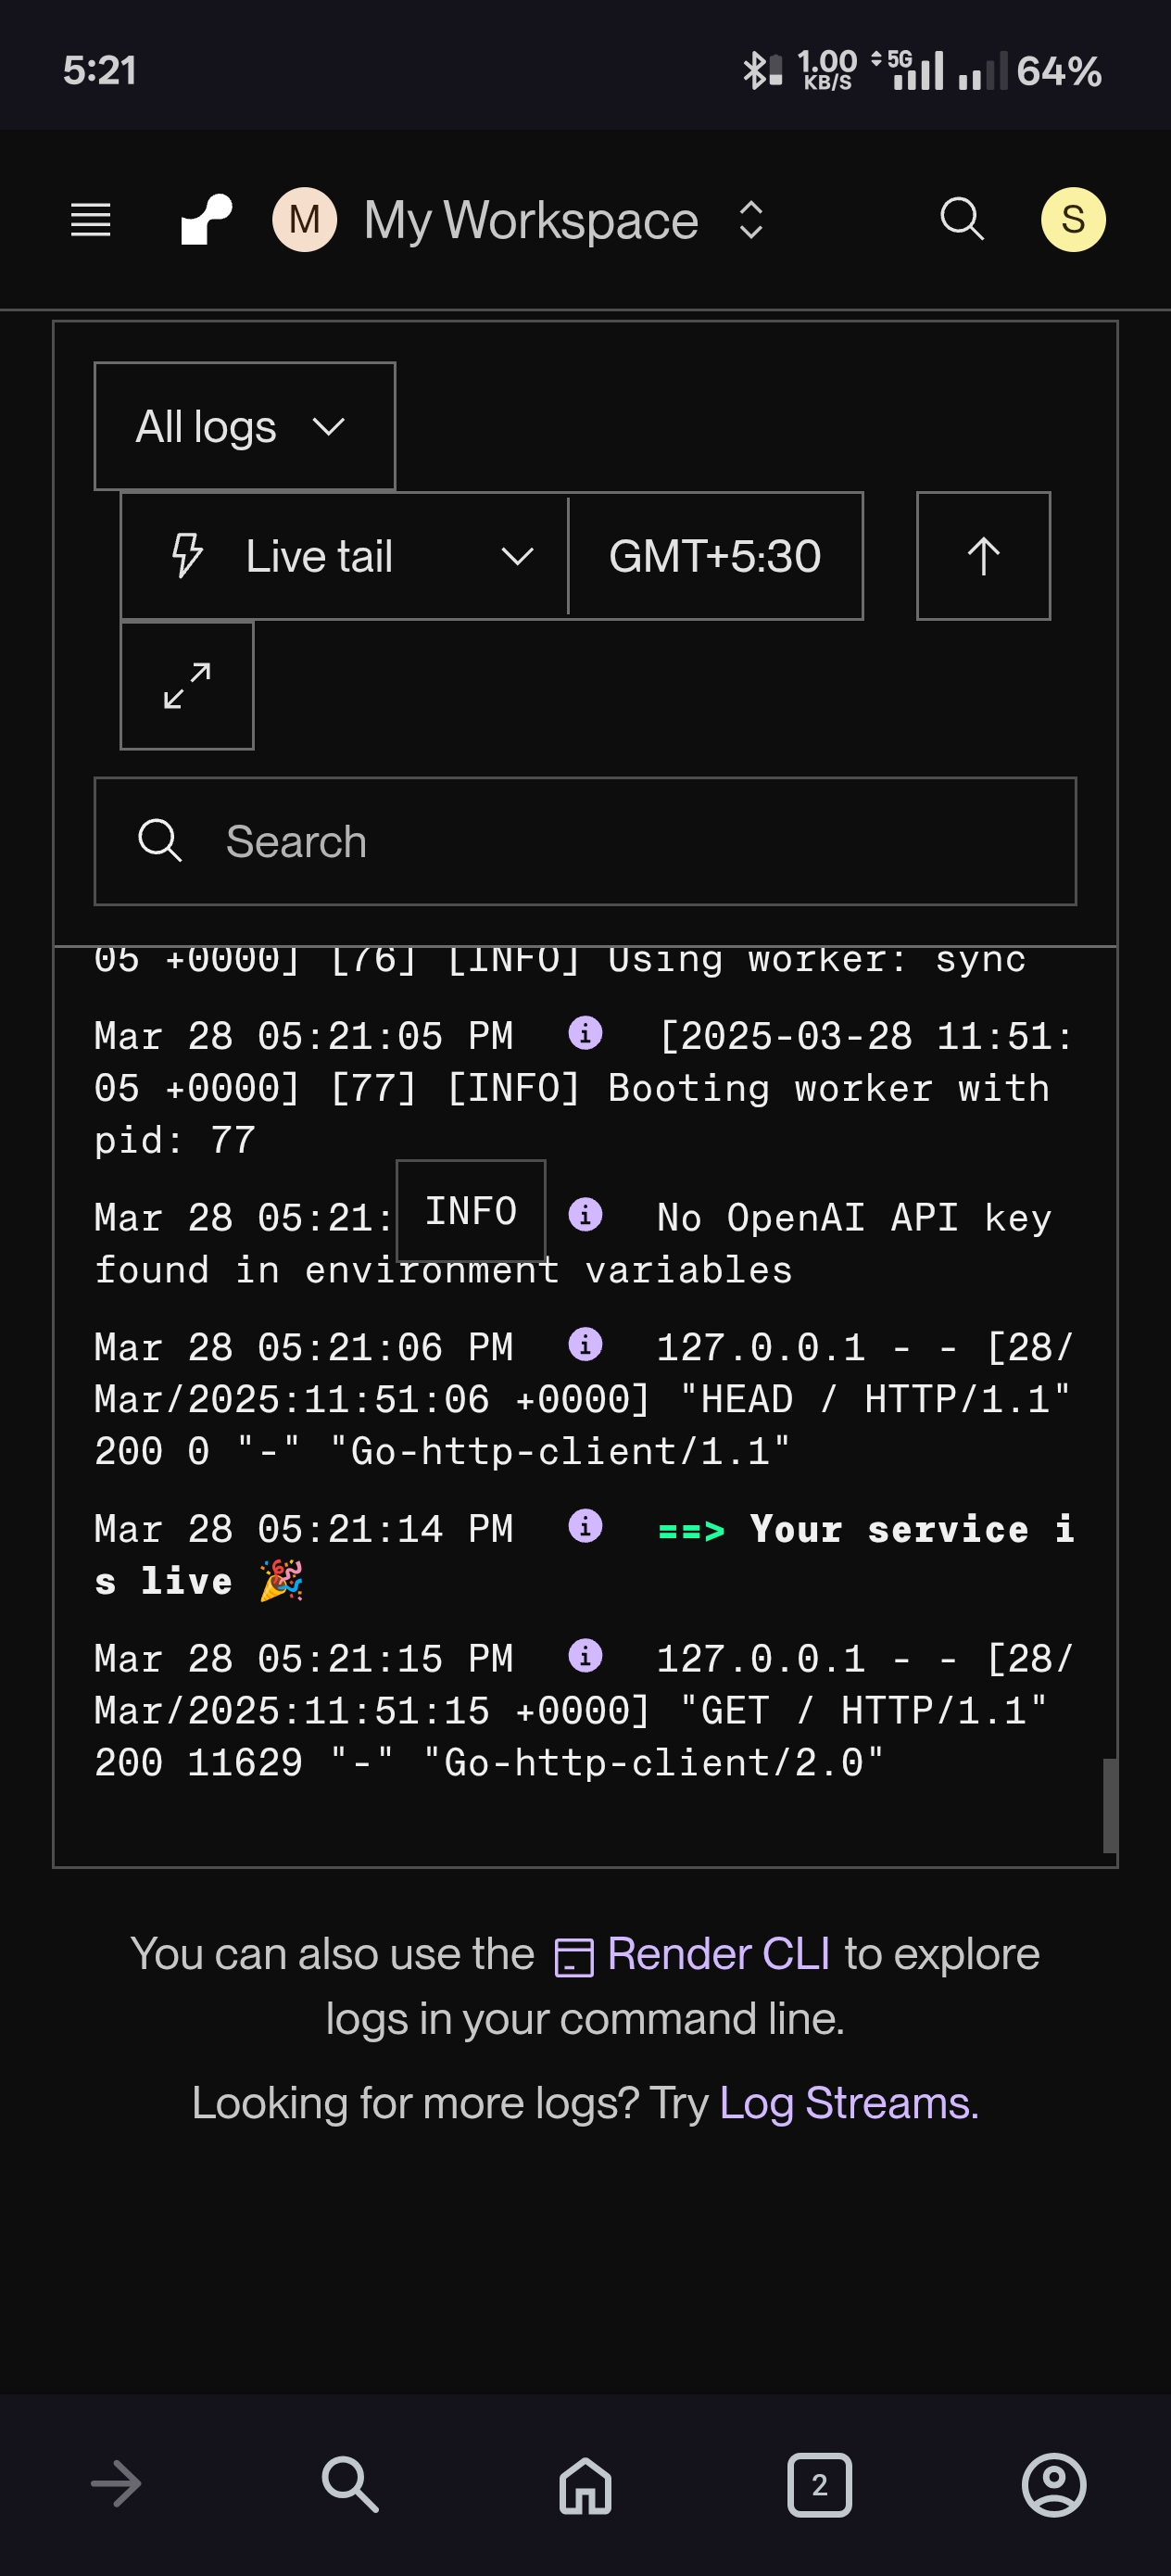 5:21
1.00
KB/S
5G
64%
M
My Workspace
S
All logs
Live tail
GMT+5:30
Search
05 +0000] [76] [INFO] Using worker: sync
Mar 28 05:21:05 PM [2025-03-28 11:51:
05 +0000] [77] [INFO] Booting worker with
pid: 77
Mar 28 05:21: INFO No OpenAI API key
found in environment variables
Mar 28 05:21:06 PM 127.0.0.1 - - [28/
Mar/2025:11:51:06 +0000] "HEAD / HTTP/1.1"
200 0 "-" "Go-http-client/1.1"
Mar 28 05:21:14 PM ==> Your service i
s live 🎉
Mar 28 05:21:15 PM 127.0.0.1 - - [28/
Mar/2025:11:51:15 +0000] "GET / HTTP/1.1"
200 11629 "-" "Go-http-client/2.0"
You can also use the Render CLI to explore
logs in your command line.
Looking for more logs? Try Log Streams.
2